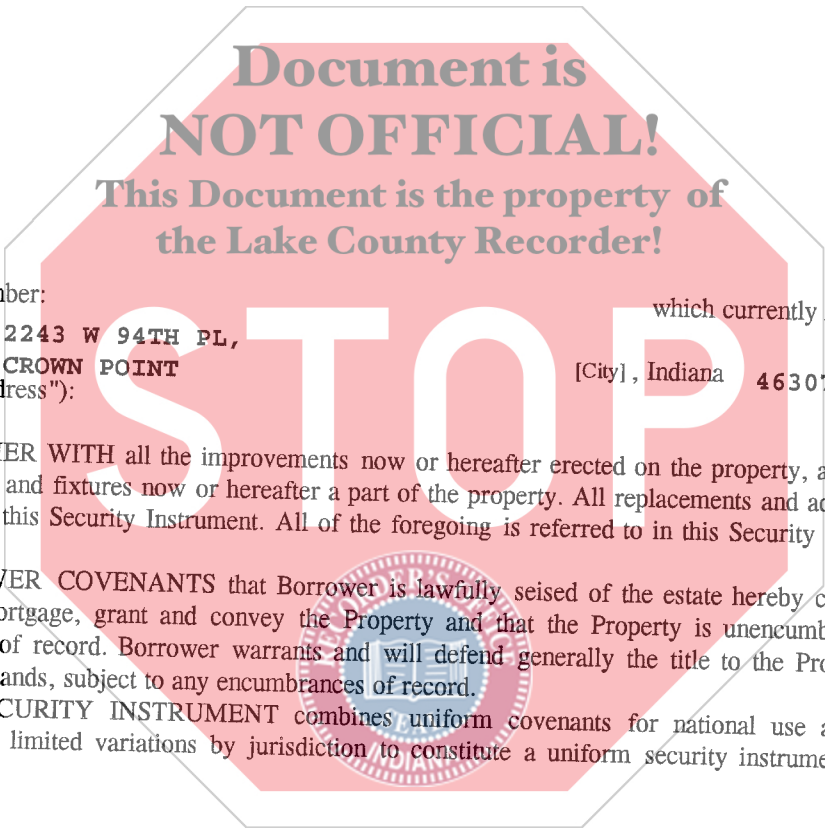 Document is
NOT OFFICIAL!
This Document is the property of
the Lake County Recorder!
STOP
nber:
which currently
2243 W 94TH PL,
CROWN POINT
[City] , Indiana 46307
dress"):
ER WITH all the improvements now or hereafter erected on the property, a
and fixtures now or hereafter a part of the property. All replacements and ad
this Security Instrument. All of the foregoing is referred to in this Security
VER COVENANTS that Borrower is lawfully seised of the estate hereby c
ortgage, grant and convey the Property and that the Property is unencumb
of record. Borrower warrants and will defend generally the title to the Pro
ands, subject to any encumbrances of record.
CURITY INSTRUMENT combines uniform covenants for national use a
limited variations by jurisdiction to constitute a uniform security instrume
SEAL
INDIANA